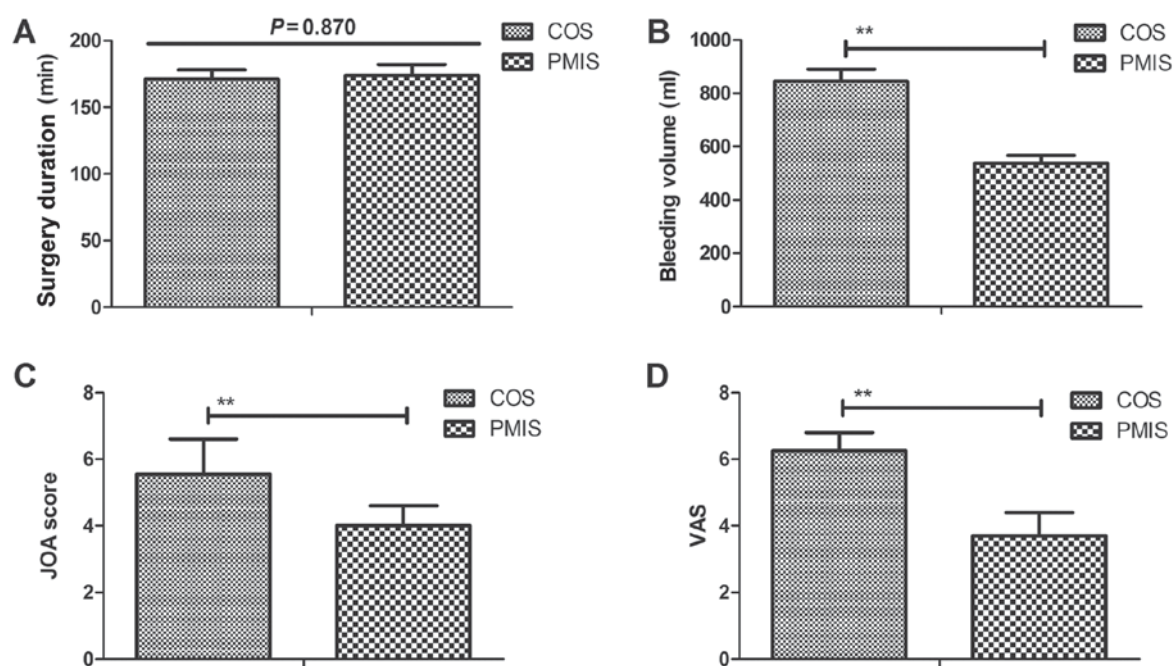 A
P=0.870
COS
PMIS
Surgery duration (min)
200
150
100
50
0
B
**
COS
PMIS
Bleeding volume (ml)
1000
800
600
400
200
0
C
**
COS
PMIS
JOA score
8
6
4
2
0
D
**
COS
PMIS
VAS
8
6
4
2
0